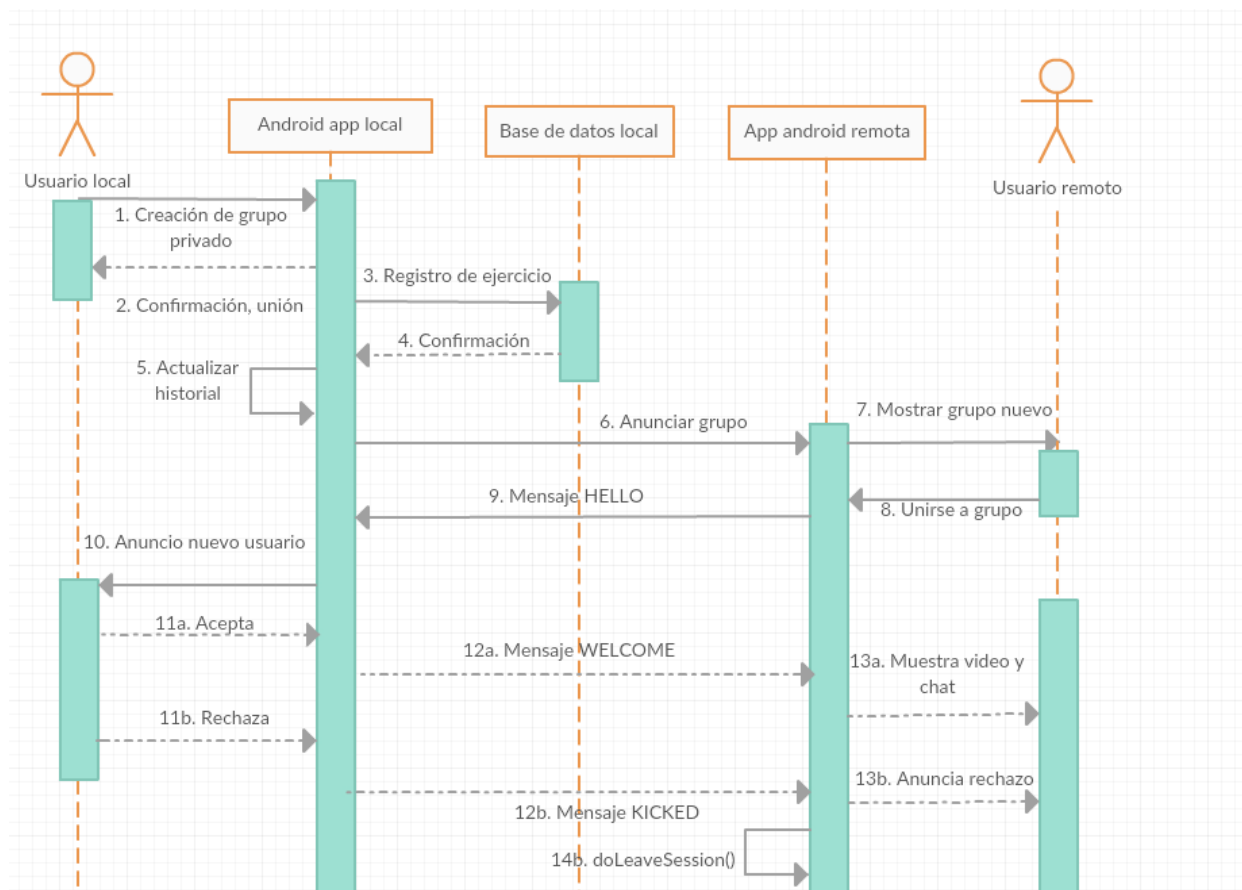 Android app local
Base de datos local
App android remota
Usuario local
Usuario remoto
1. Creación de grupo
privado
2. Confirmación, unión
3. Registro de ejercicio
4. Confirmación
5. Actualizar
historial
6. Anunciar grupo
7. Mostrar grupo nuevo
8. Unirse a grupo
9. Mensaje HELLO
10. Anuncio nuevo usuario
11a. Acepta
12a. Mensaje WELCOME
13a. Muestra video y
chat
11b. Rechaza
12b. Mensaje KICKED
13b. Anuncia rechazo
14b. doLeaveSession()